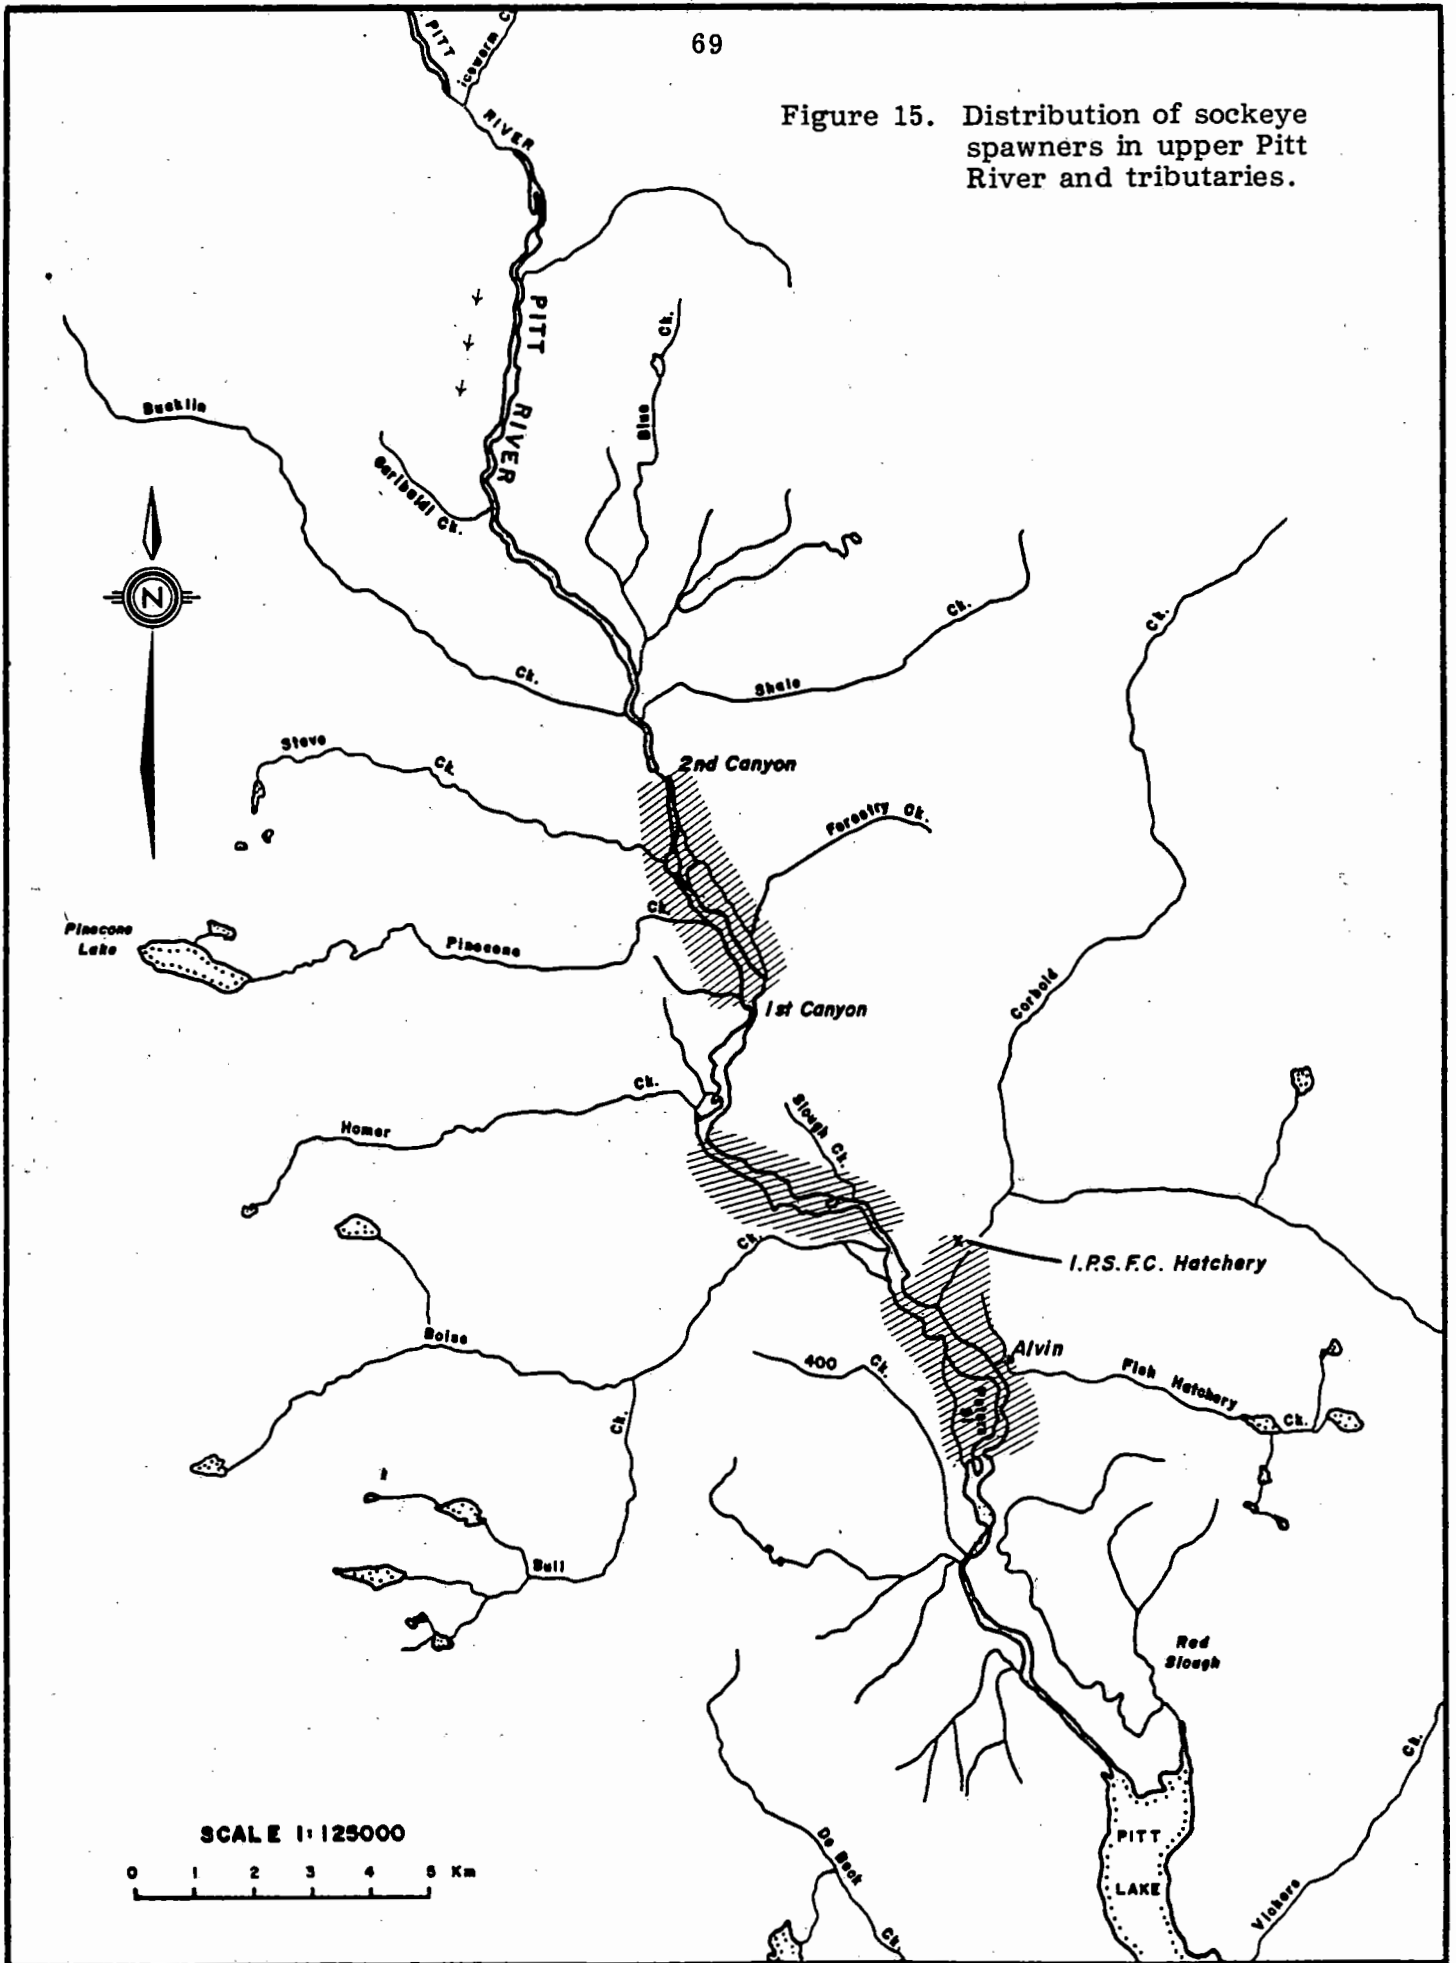 69
Figure 15. Distribution of sockeye
spawners in upper Pitt
River and tributaries.
PITT
Iceworm C
RIVER
PITT
RIVER
Ck.
Blue
Bucklin
Garibaldi Ck.
N
Ck.
Ck.
Ck.
Shale
2nd Canyon
Steve
Ck.
Forestry Ck.
Pinecone
Lake
Ck.
Pinecone
1st Canyon
Corbold
Ck.
Homer
Slough Ck.
Ck.
I.P.S.F.C. Hatchery
Boise
Alvin
400 Ck.
Fish Hatchery
Ck.
Ck.
Bull
Red
Slough
Ck.
SCALE 1:125000
0 1 2 3 4 5 Km
De Beck
Ck.
PITT
LAKE
Vickers